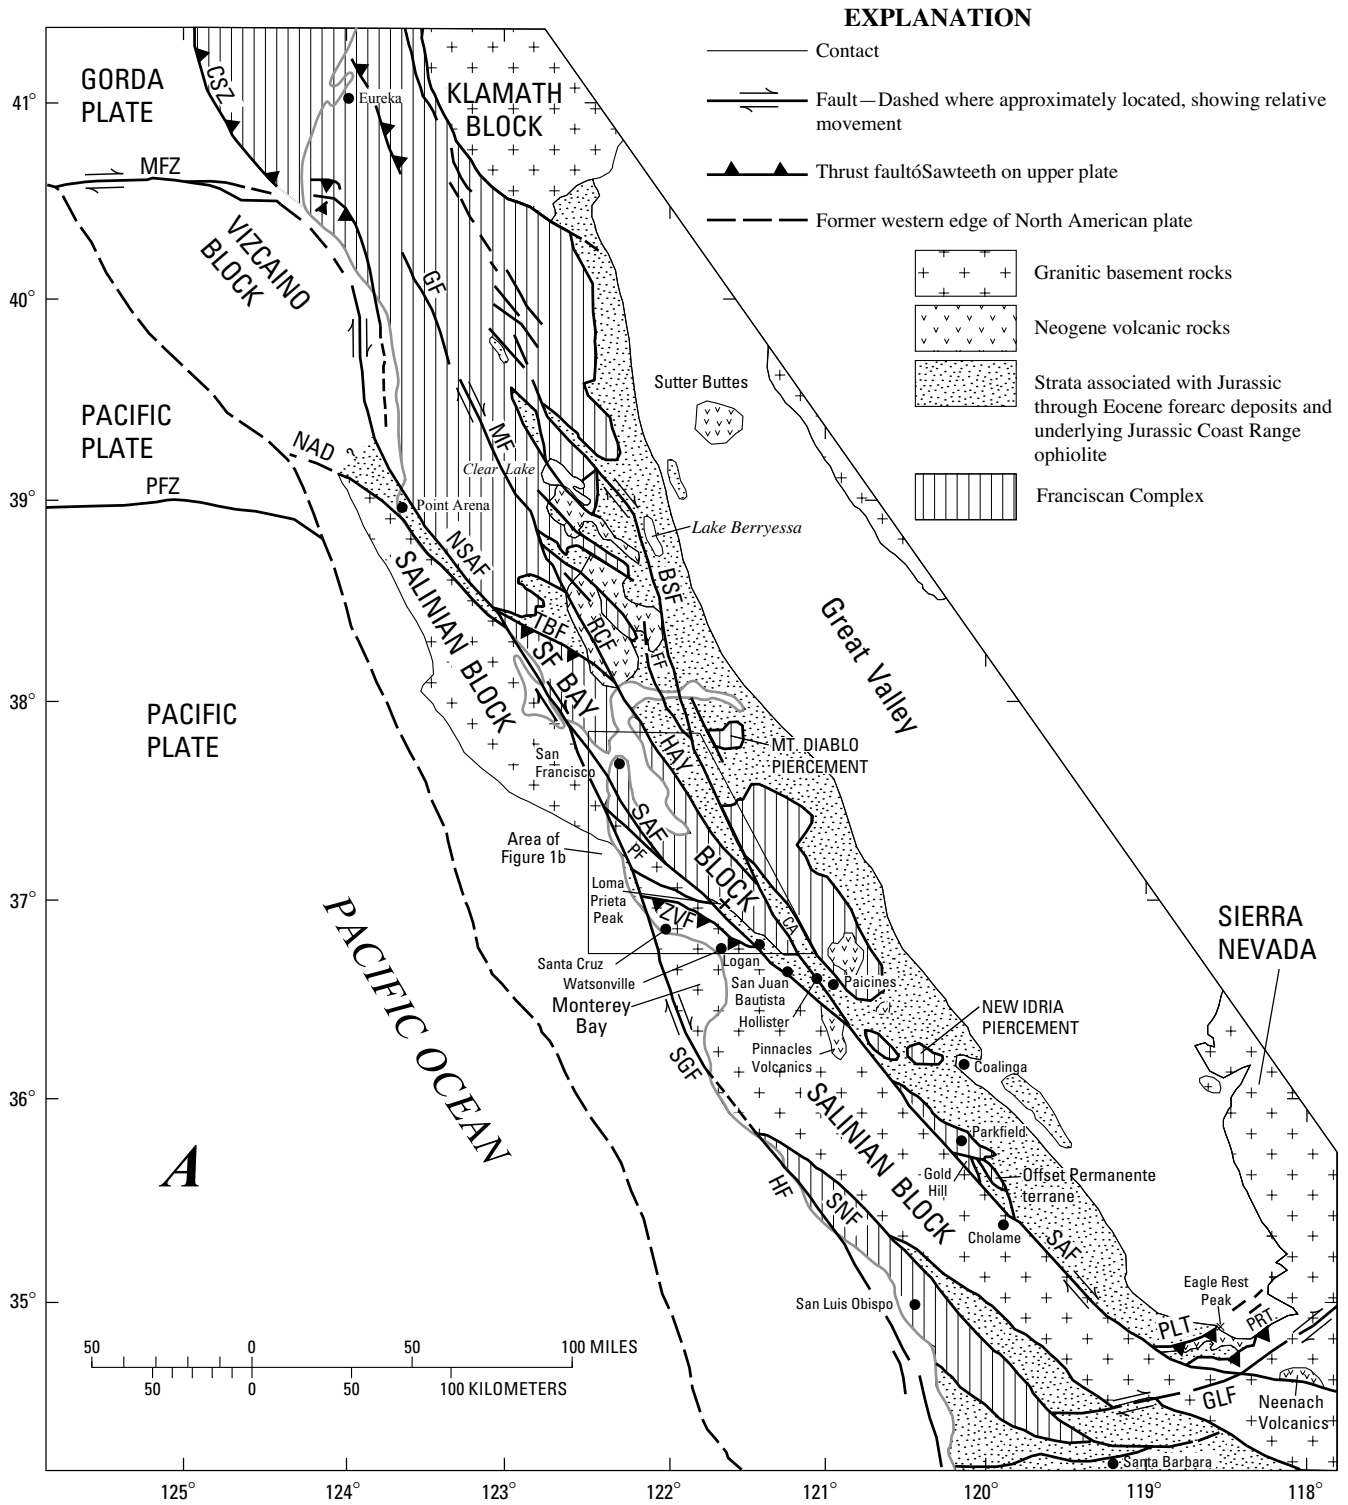 EXPLANATION
Contact
Fault—Dashed where approximately located, showing relative
movement
Thrust faultóSawteeth on upper plate
Former western edge of North American plate
Granitic basement rocks
Neogene volcanic rocks
Strata associated with Jurassic
through Eocene forearc deposits and
underlying Jurassic Coast Range
ophiolite
Franciscan Complex
GORDA
PLATE
CSZ
Eureka
KLAMATH
BLOCK
MFZ
VIZCAINO
BLOCK
GF
PACIFIC
PLATE
NAD
?
PFZ
MF
Clear Lake
Sutter Buttes
Point Arena
Lake Berryessa
NSAF
BSF
SALINIAN BLOCK
TBF
RCF
FF
SF BAY
BLOCK
Great Valley
PACIFIC
PLATE
HAY
MT. DIABLO
PIERCEMENT
San
Francisco
SAF
PF
Area of
Figure 1b
Loma
Prieta
Peak
ZVF
CA
SIERRA
NEVADA
Santa Cruz
Watsonville
Logan
San Juan
Bautista
Paicines
Hollister
Monterey
Bay
NEW IDRIA
PIERCEMENT
Pinnacles
Volcanics
Coalinga
SGF
PACIFIC OCEAN
SALINIAN BLOCK
Parkfield
Gold
Hill
Offset Permanente
terrane
A
HF
SNF
Cholame
SAF
San Luis Obispo
Eagle Rest
Peak
PLT
PRT.
GLF
Neenach
Volcanics
Santa Barbara
50 0 50 100 MILES
50 0 50 100 KILOMETERS
41°
40°
39°
38°
37°
36°
35°
125° 124° 123° 122° 121° 120° 119° 118°